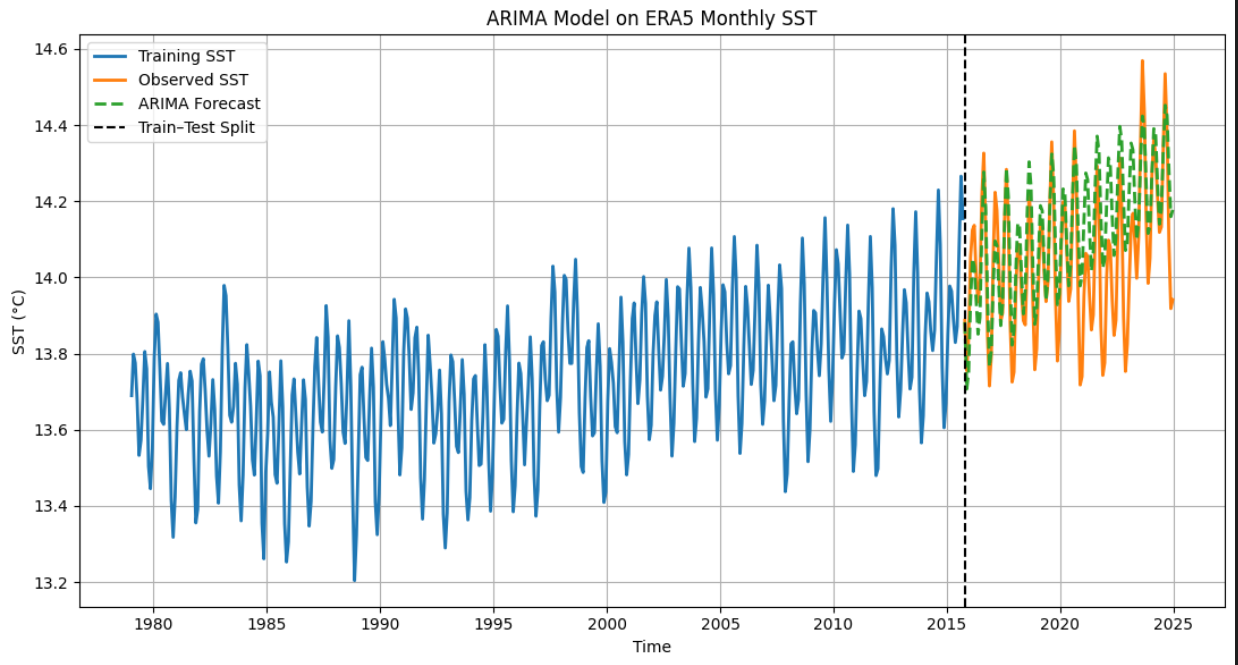 ARIMA Model on ERA5 Monthly SST
Training SST
Observed SST
ARIMA Forecast
Train–Test Split
SST (°C)
14.6
14.4
14.2
14.0
13.8
13.6
13.4
13.2
1980 1985 1990 1995 2000 2005 2010 2015 2020 2025
Time